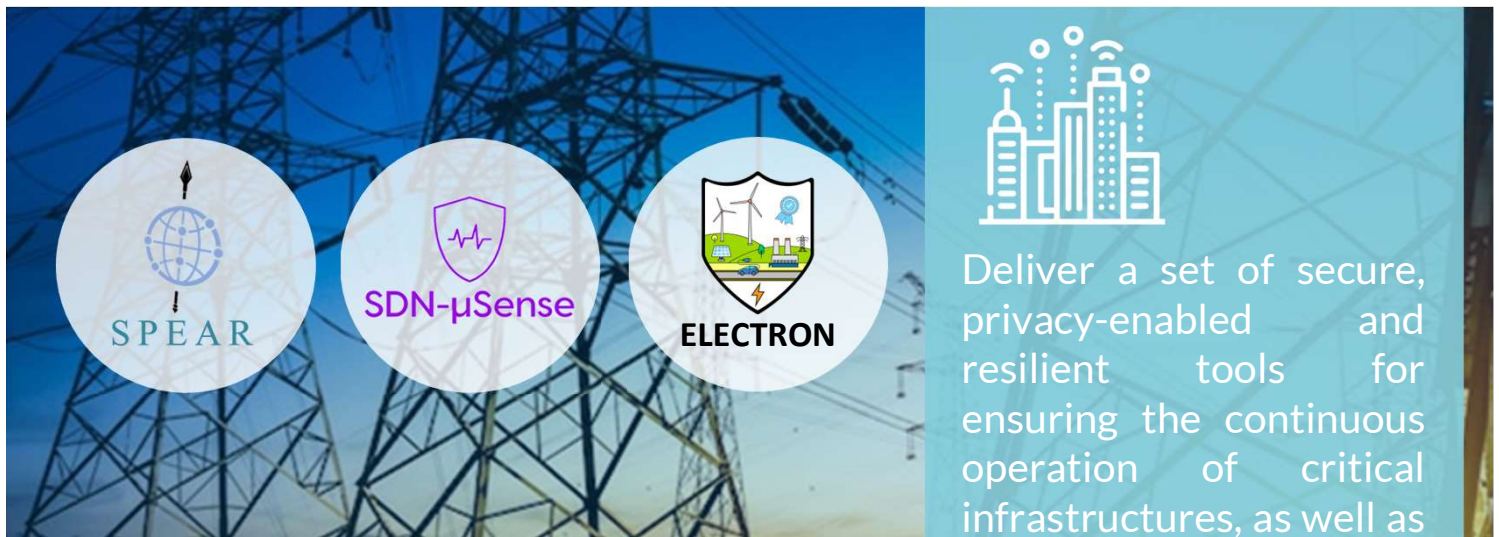 SPEAR
SDN-μSense
ELECTRON
Deliver a set of secure,
privacy-enabled and
resilient tools for
ensuring the continuous
operation of critical
infrastructures, as well as